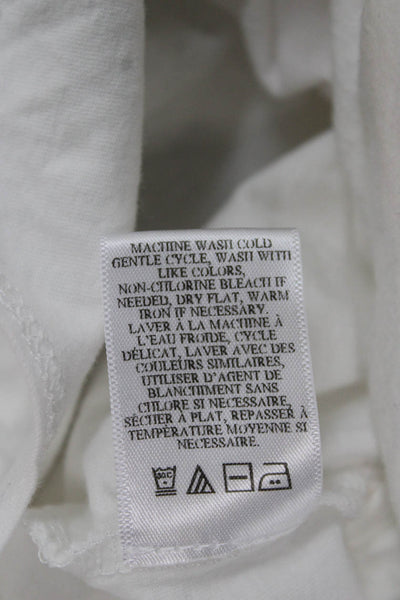 MACHINE WASH COLD
GENTLE CYCLE, WASH WITH
LIKE COLORS,
NON-CHLORINE BLEACH IF
NEEDED, DRY FLAT, WARM
IRON IF NECESSARY.
LAVER À LA MACHINE À
L'EAU FROIDE, CYCLE
DÉLICAT, LAVER AVEC DES
COULEURS SIMILAIRES,
UTILISER D'AGENT DE
BLANCHIMENT SANS
CHLORE SI NECESSAIRE,
SÉCHER À PLAT, REPASSER À
TEMPÉRATURE MOYENNE SI
NECESSAIRE.
30C